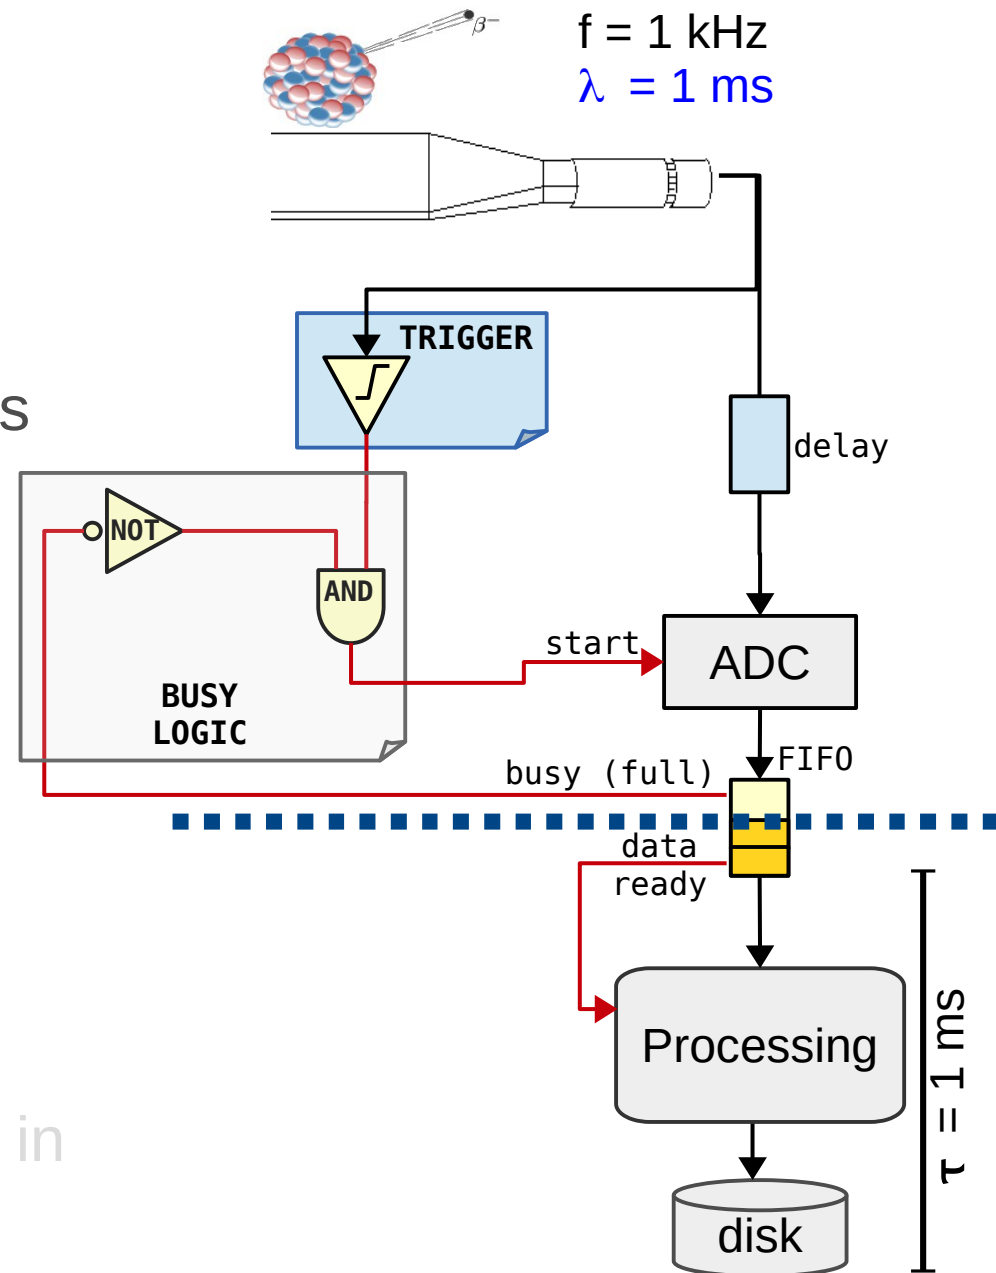 β⁻
f = 1 kHz
λ = 1 ms
TRIGGER
s
delay
NOT
AND
start
ADC
BUSY
LOGIC
FIFO
busy (full)
data
ready
Processing
τ = 1 ms
in
disk